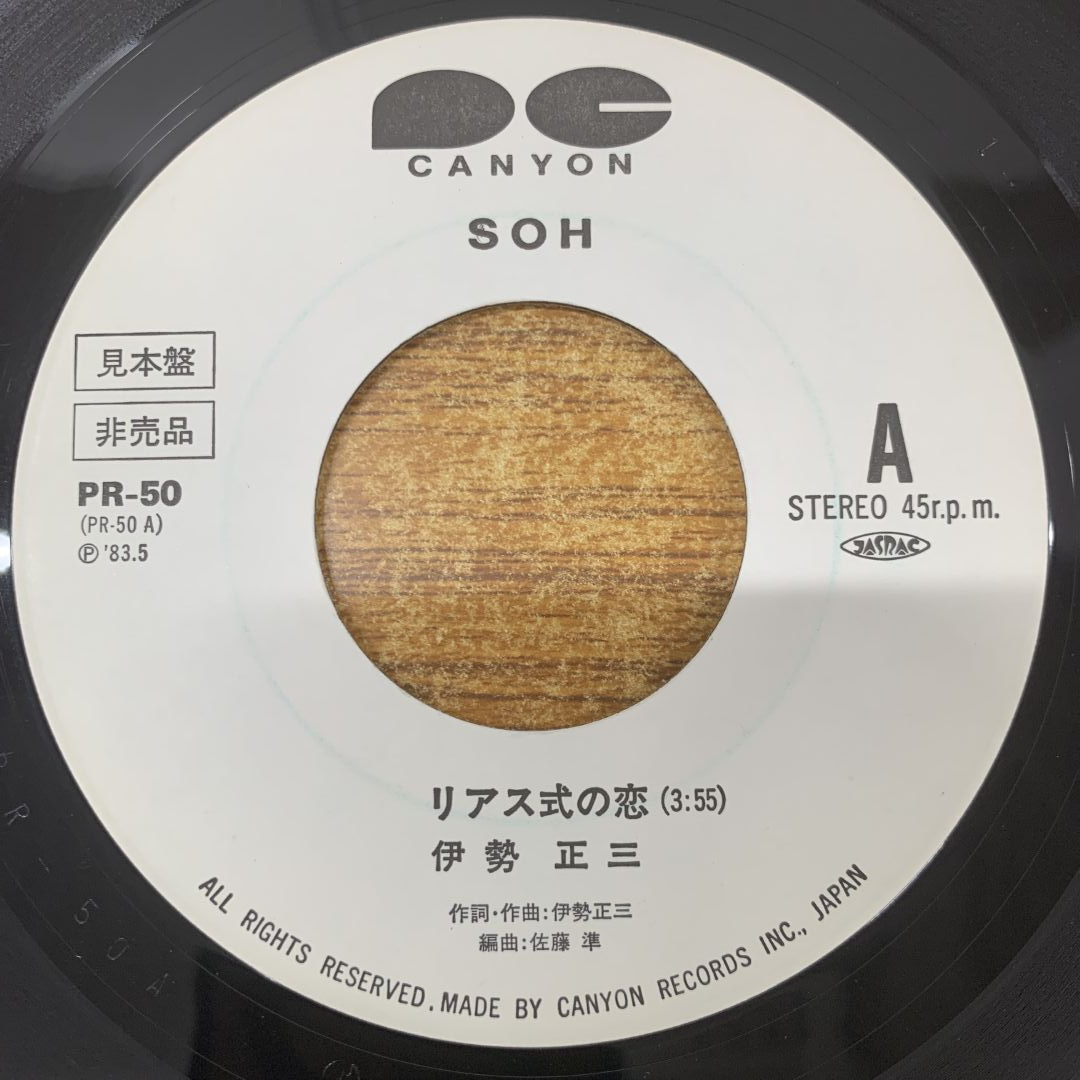 PC
CANYON
SOH
見本盤
非売品
PR-50
(PR-50 A)
Ⓟ'83.5
A
STEREO 45r.p.m.
JASRAC
リアス式の恋 (3:55)
伊勢 正三
作詞・作曲:伊勢正三
編曲:佐藤 準
ALL RIGHTS RESERVED. MADE BY CANYON RECORDS INC., JAPAN